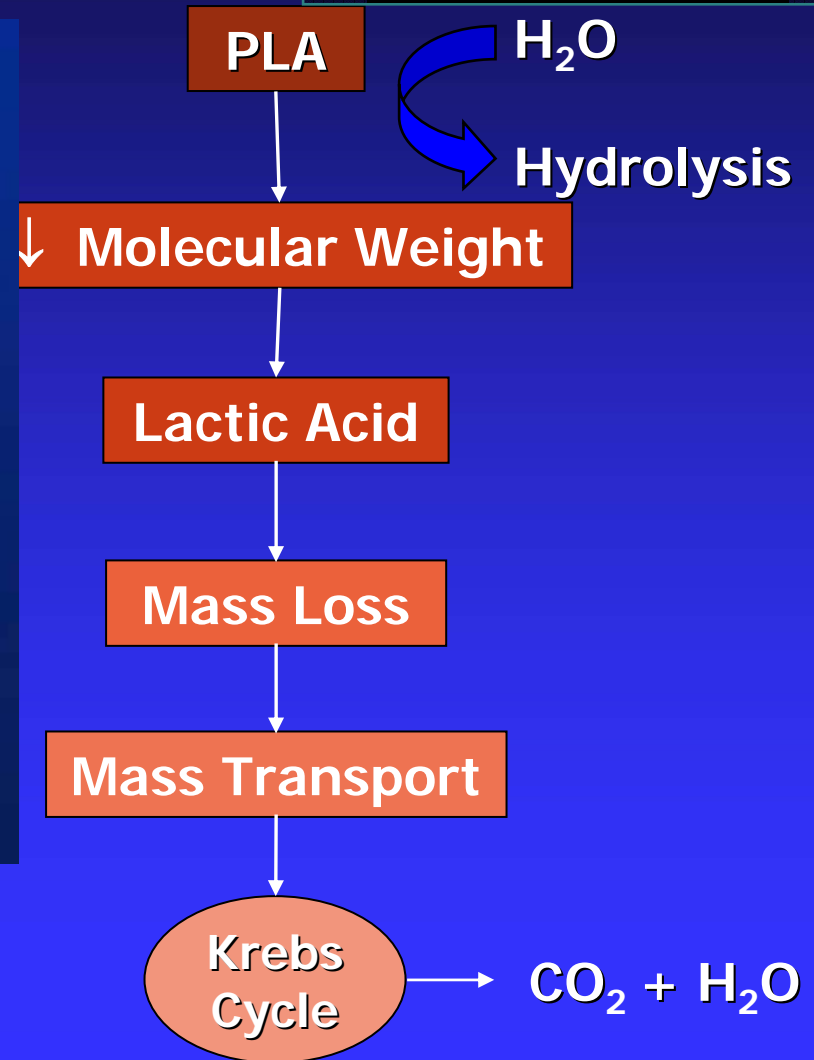 PLA
H₂O
Hydrolysis
↓ Molecular Weight
Lactic Acid
Mass Loss
Mass Transport
Krebs
Cycle
CO₂ + H₂O